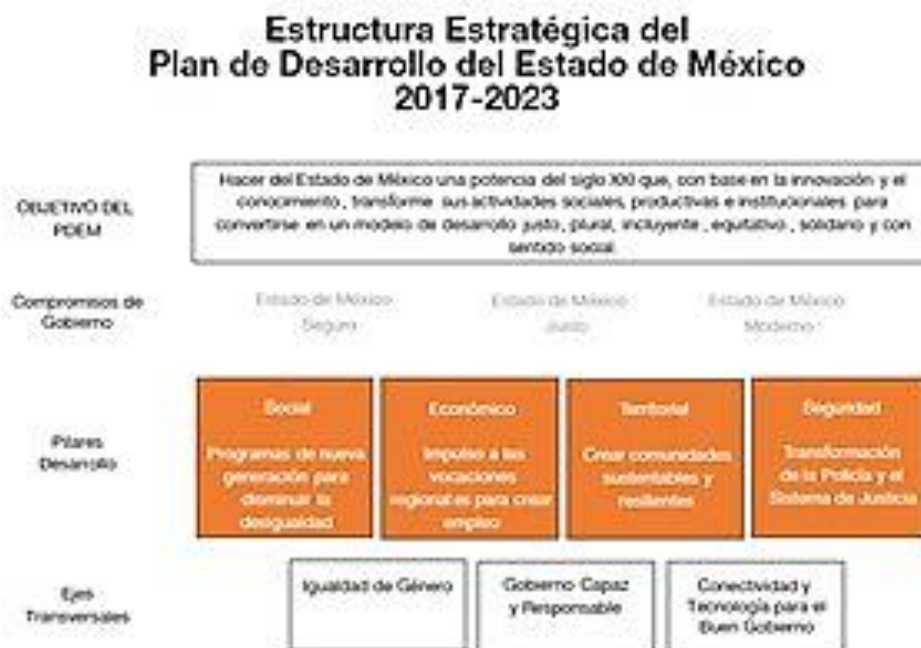 Estructura Estratégica del
Plan de Desarrollo del Estado de México
2017-2023
OBJETIVO DEL
PDEM
Hacer del Estado de México una potencia del siglo XXI que, con base en la innovación y el
conocimiento, transforme sus actividades sociales, productivas e institucionales para
convertirse en un modelo de desarrollo justo, plural, incluyente, equitativo, solidario y con
sentido social.
Compromisos de
Gobierno
Estado de México
Seguro
Estado de México
Justo
Estado de México
Moderno
Pilares
Desarrollo
Social
Programas de nueva
generación para
disminuir la
desigualdad
Económico
Impulso a las
vocaciones
regionales para crear
empleo
Territorial
Crear comunidades
sustentables y
resilientes
Seguridad
Transformación
de la Policía y el
Sistema de Justicia
Ejes
Transversales
Igualdad de Género
Gobierno Capaz
y Responsable
Conectividad y
Tecnología para el
Buen Gobierno